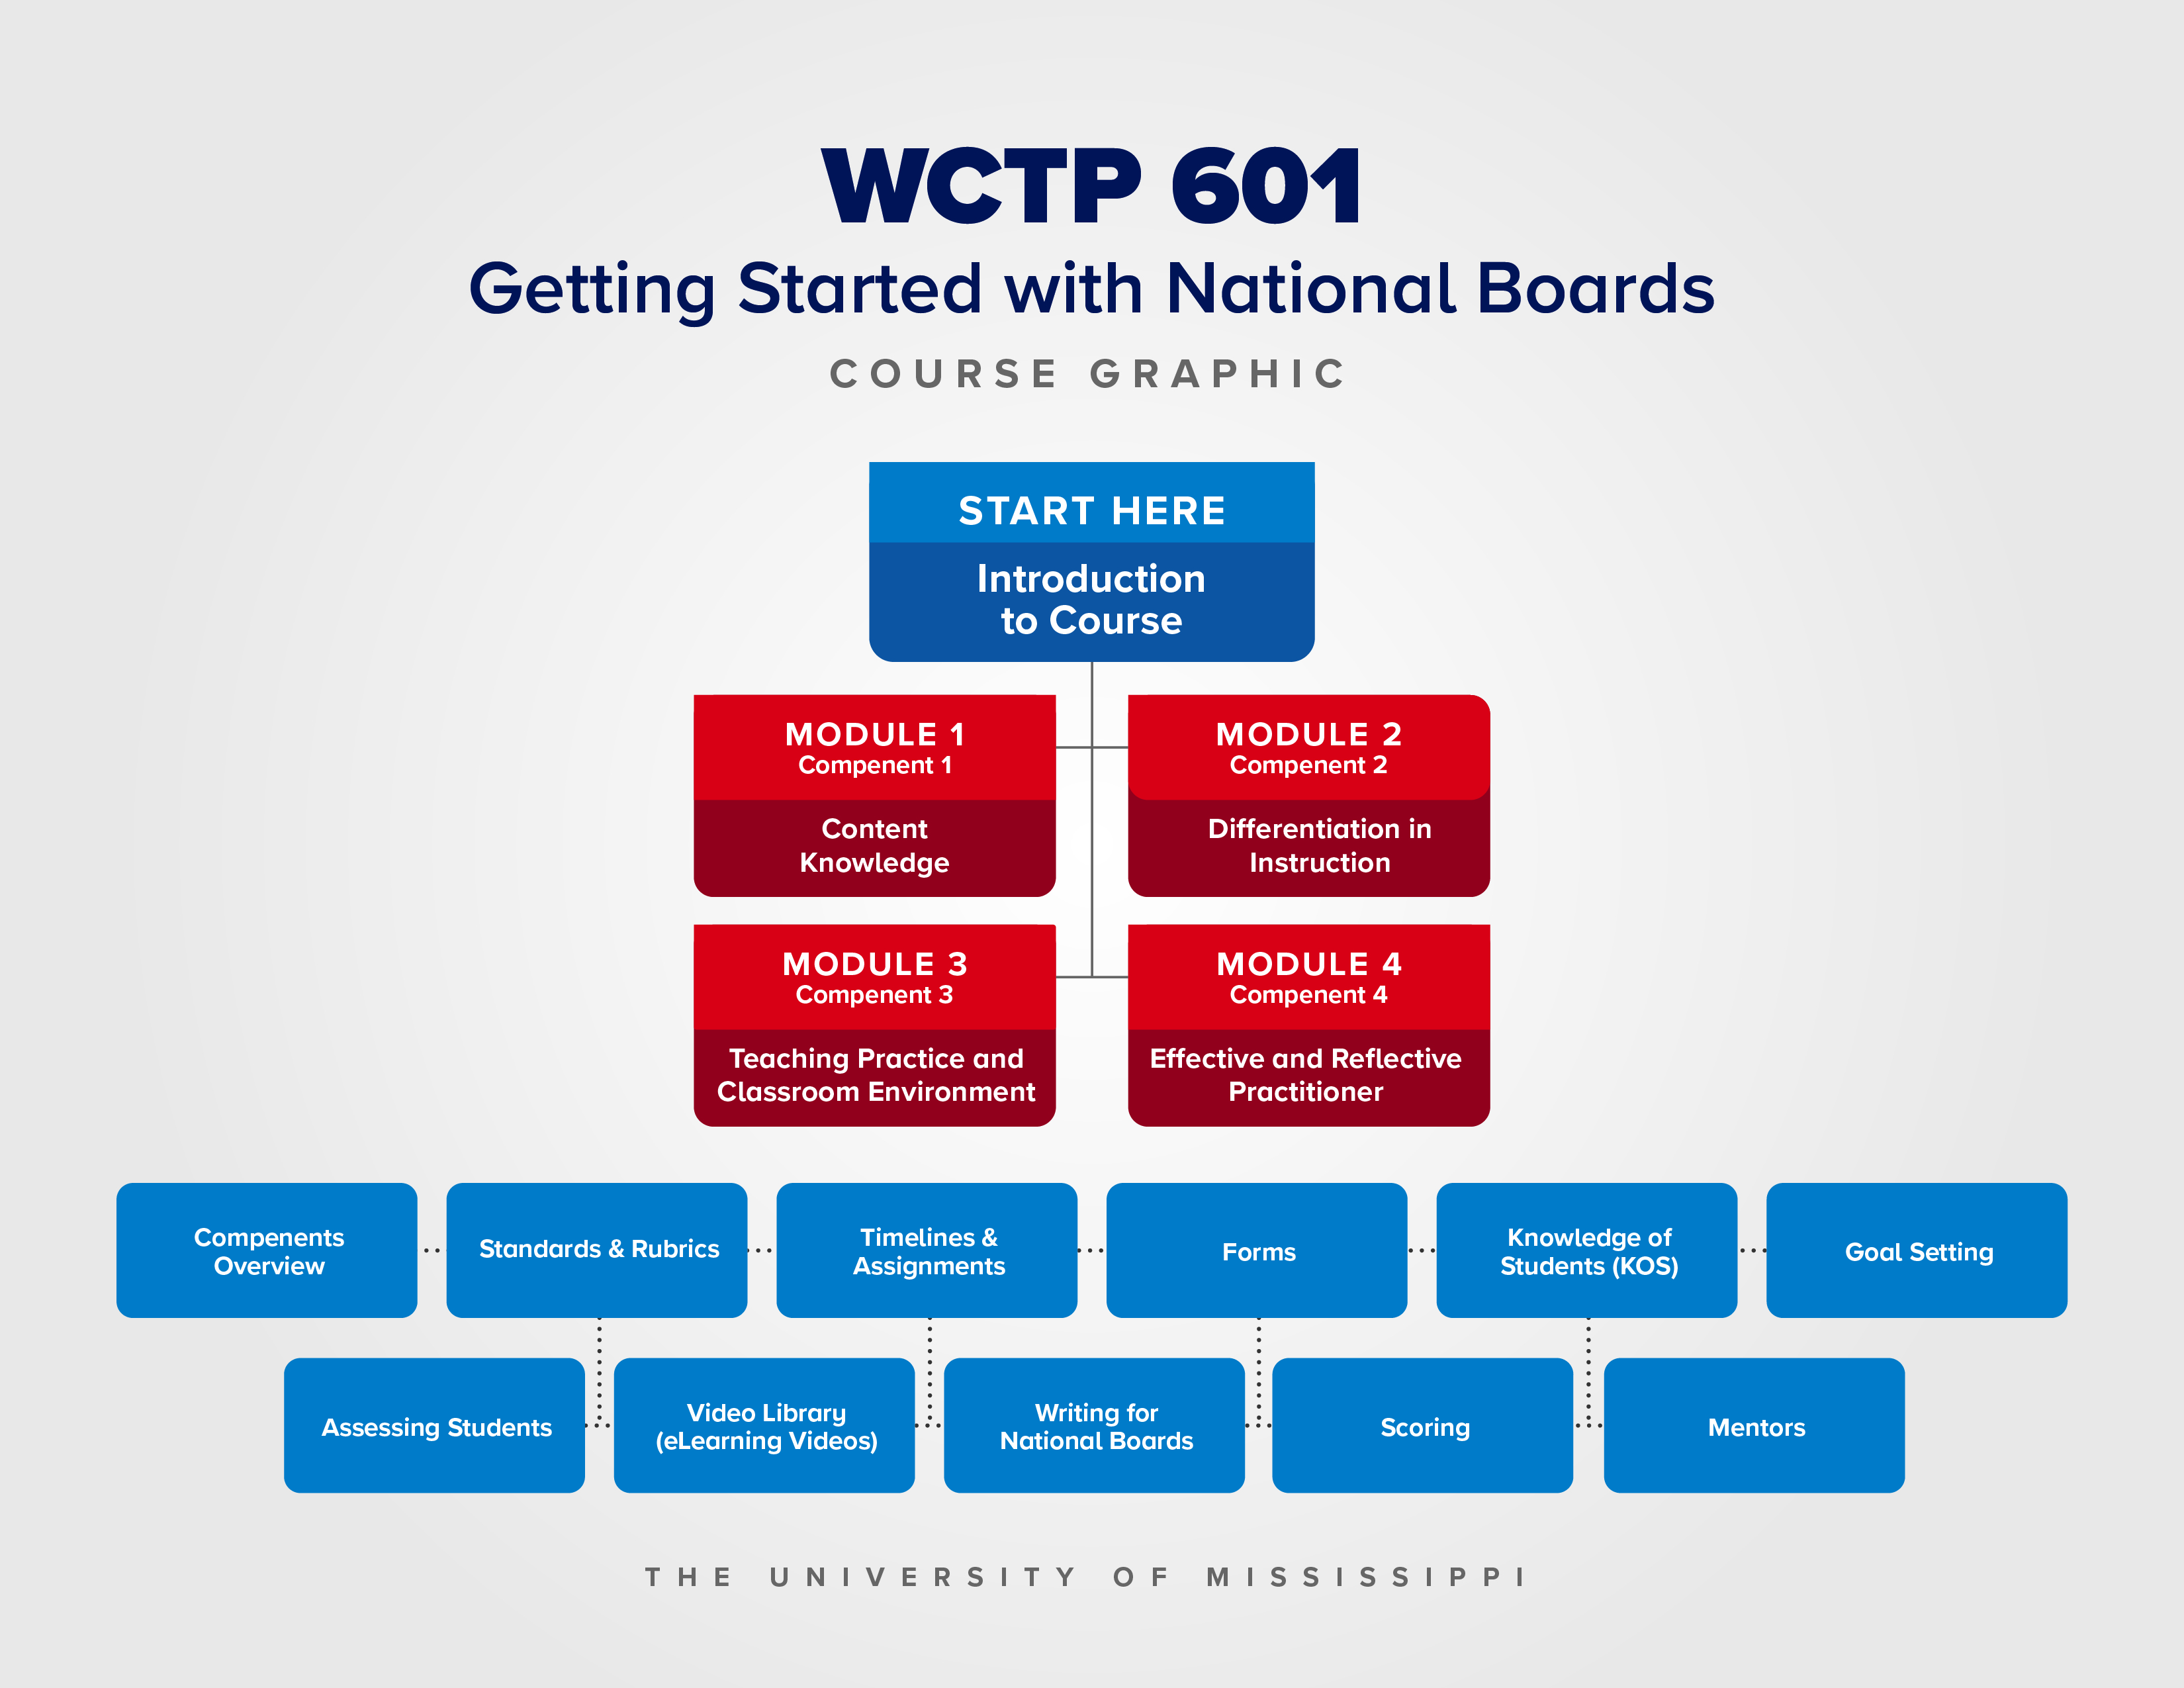 WCTP 601
Getting Started with National Boards
COURSE GRAPHIC
START HERE
Introduction
to Course
MODULE 1
Compenent 1
Content
Knowledge
MODULE 2
Compenent 2
Differentiation in
Instruction
MODULE 3
Compenent 3
Teaching Practice and
Classroom Environment
MODULE 4
Compenent 4
Effective and Reflective
Practitioner
Compenents
Overview
Standards & Rubrics
Timelines &
Assignments
Forms
Knowledge of
Students (KOS)
Goal Setting
Assessing Students
Video Library
(eLearning Videos)
Writing for
National Boards
Scoring
Mentors
THE UNIVERSITY OF MISSISSIPPI